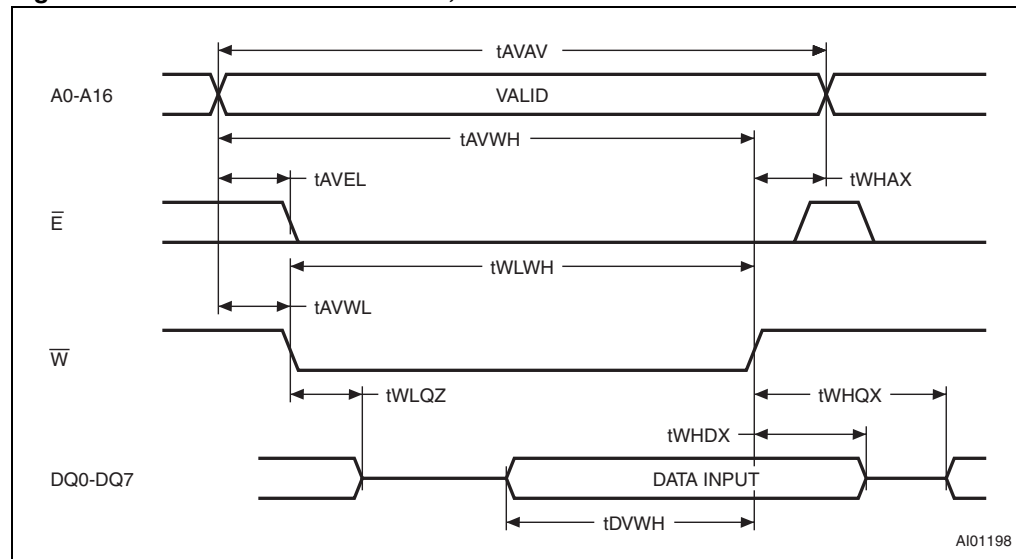 tAVAV
A0-A16
VALID
tAVWH
tAVEL
tWHAX
E̅
tWLWH
tAVWL
W̅
tWLQZ
tWHQX
tWHDX
DQ0-DQ7
DATA INPUT
tDVWH
AI01198